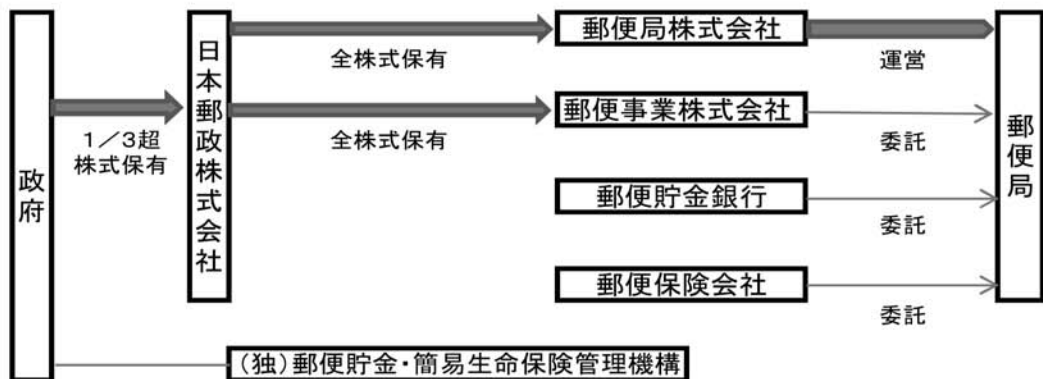 政府
1／3超
株式保有
日本郵政株式会社
全株式保有
全株式保有
郵便局株式会社
運営
郵便事業株式会社
委託
郵便貯金銀行
委託
郵便保険会社
委託
郵便局
（独）郵便貯金・簡易生命保険管理機構